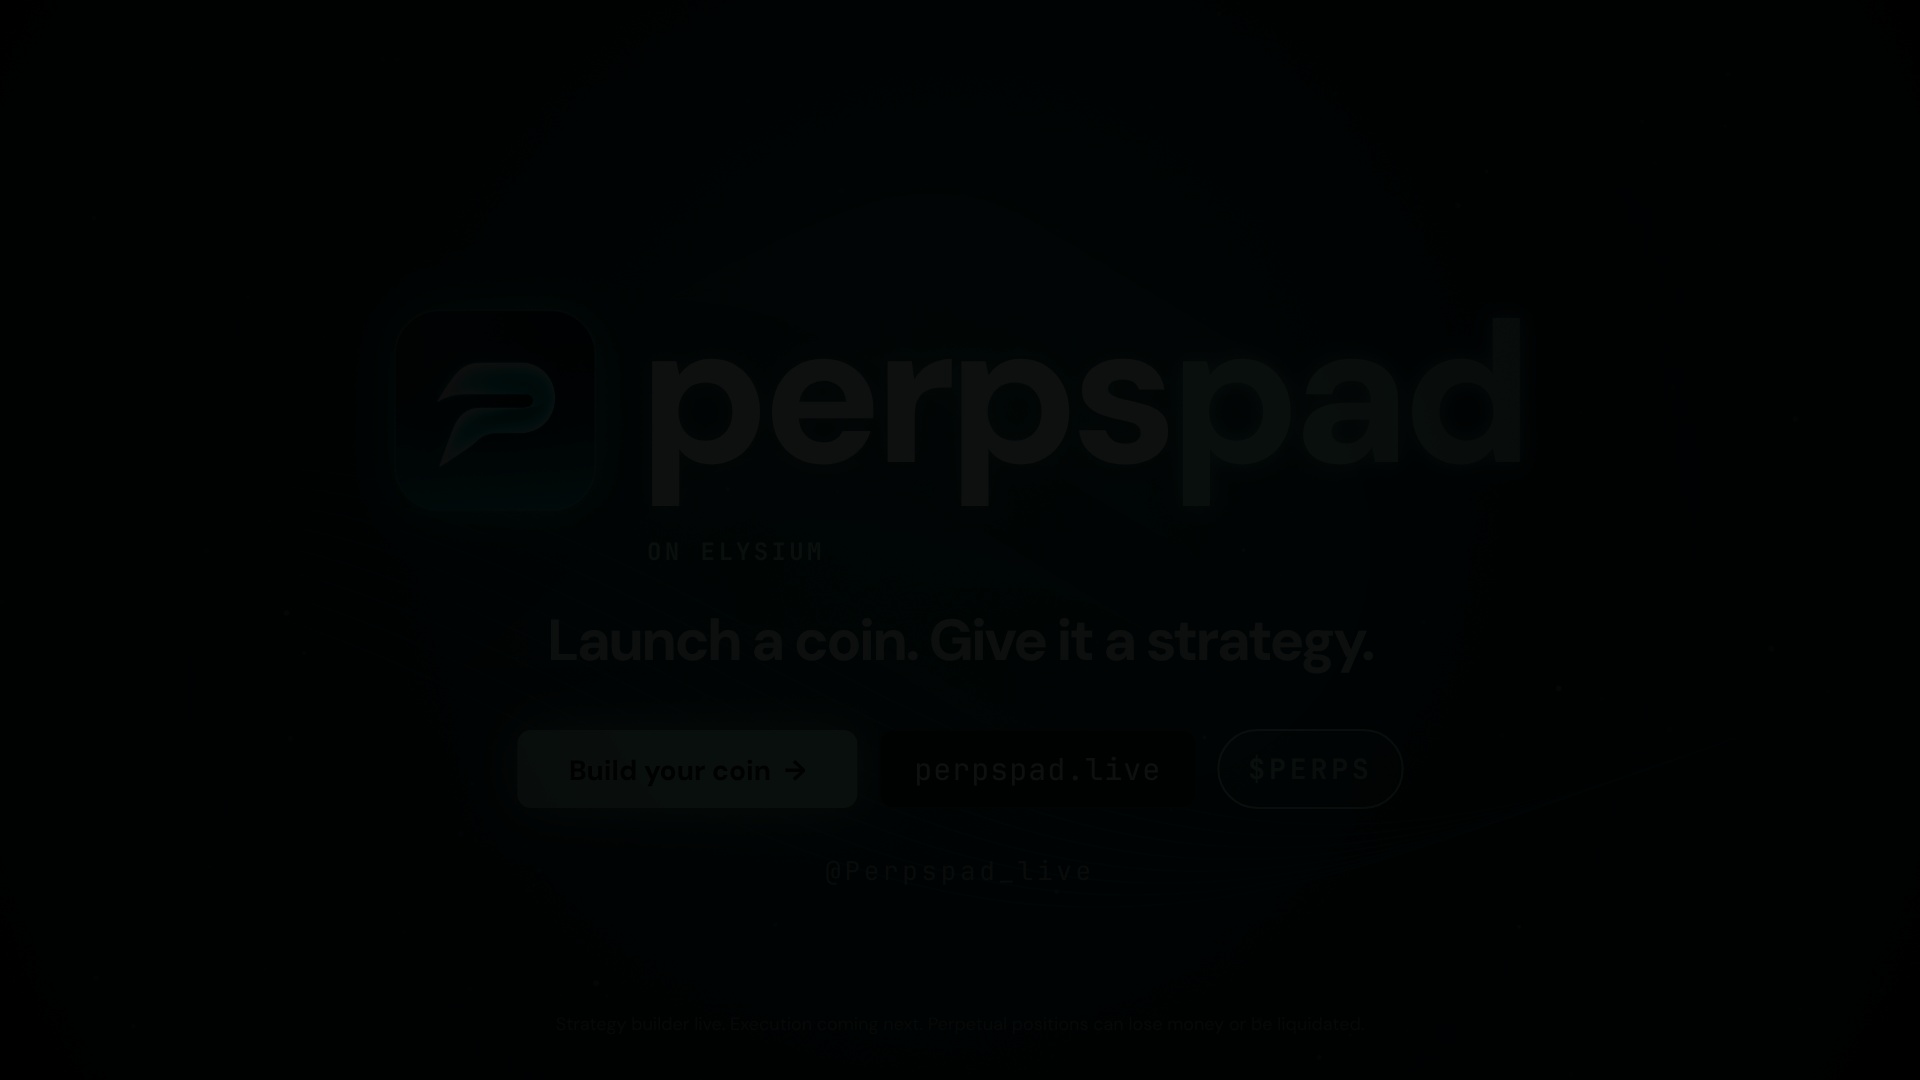 perpspad
ON ELYSIUM
Launch a coin. Give it a strategy.
Build your coin →
perpspad.live
$PERPS
@Perpspad_live
Strategy builder live. Execution coming next. Perpetual positions can lose money or be liquidated.